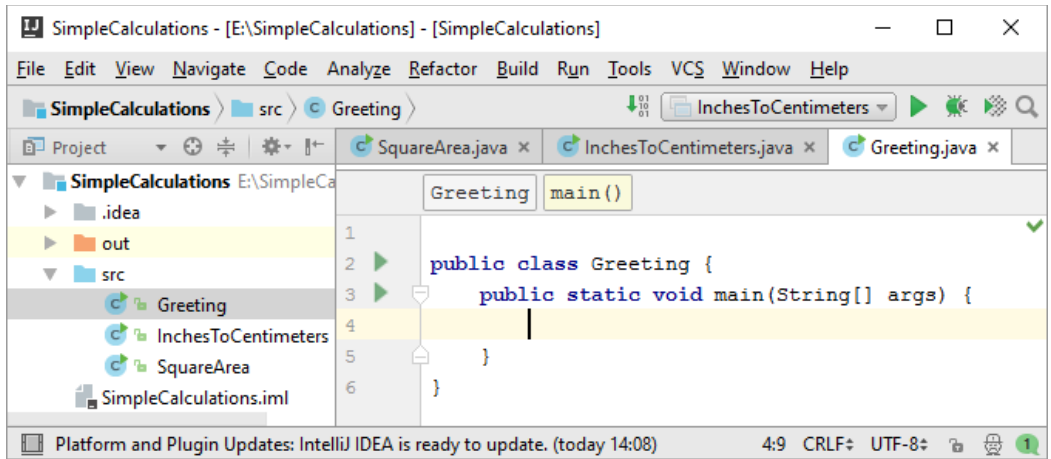 SimpleCalculations - [E:\SimpleCalculations] - [SimpleCalculations]
File Edit View Navigate Code Analyze Refactor Build Run Tools VCS Window Help
SimpleCalculations src Greeting InchesToCentimeters
Project SquareArea.java InchesToCentimeters.java Greeting.java
SimpleCalculations E:\SimpleCa
.idea
out
src
Greeting
InchesToCentimeters
SquareArea
SimpleCalculations.iml
Greeting main()
1
2 public class Greeting {
3 public static void main(String[] args) {
4
5 }
6 }
Platform and Plugin Updates: IntelliJ IDEA is ready to update. (today 14:08) 4:9 CRLF UTF-8 1